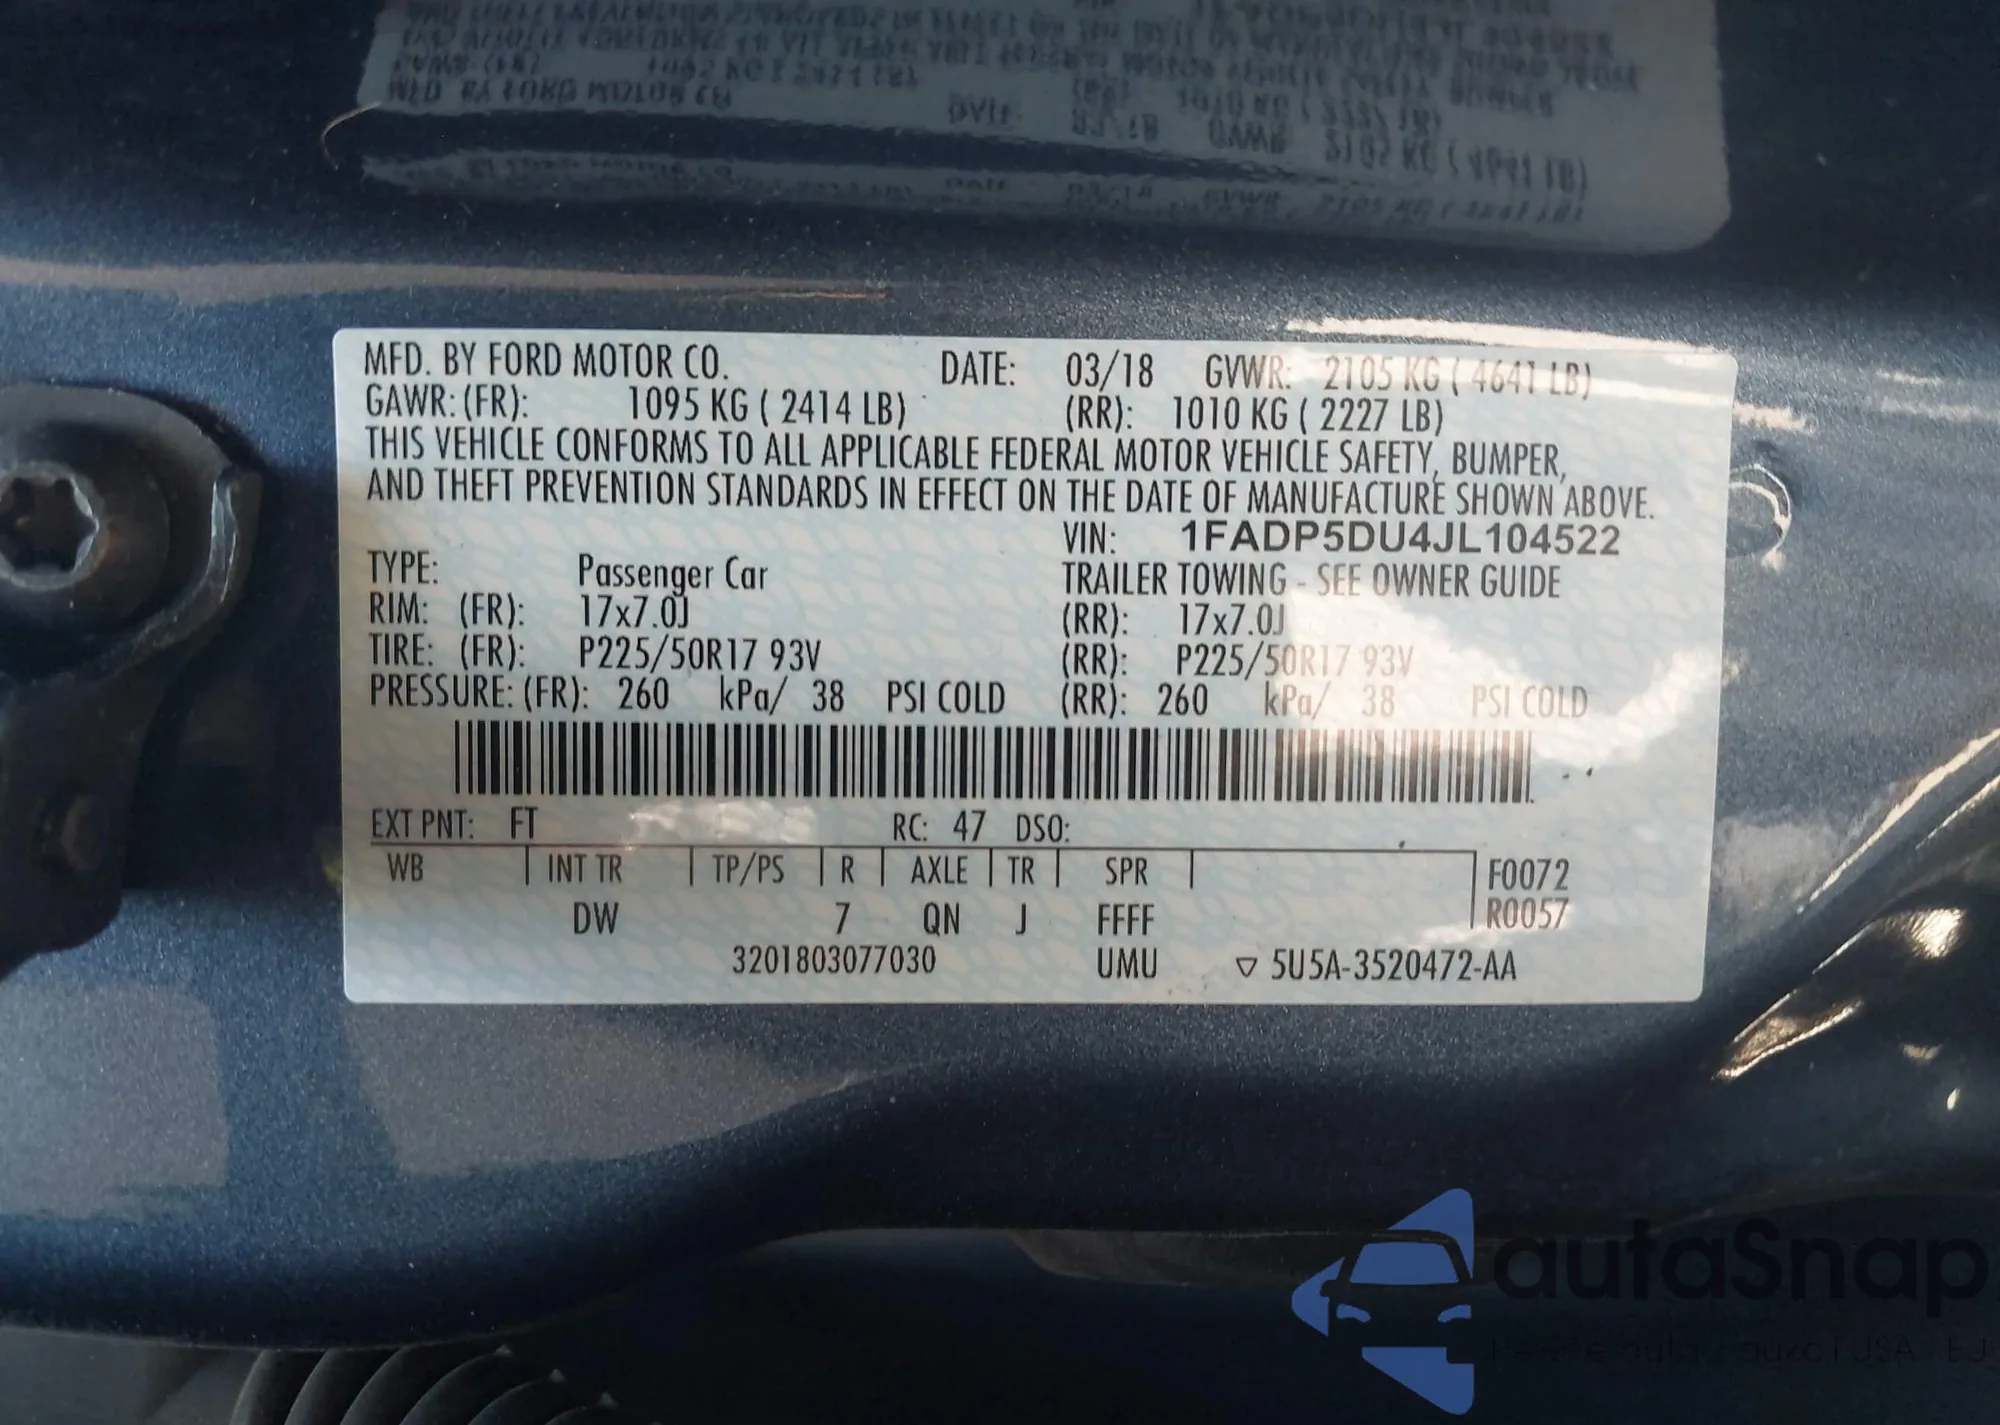 MFD. BY FORD MOTOR CO. DATE: 03/18 GVWR: 2105 KG ( 4641 LB)
GAWR: (FR): 1095 KG ( 2414 LB) (RR): 1010 KG ( 2227 LB)
THIS VEHICLE CONFORMS TO ALL APPLICABLE FEDERAL MOTOR VEHICLE SAFETY, BUMPER,
AND THEFT PREVENTION STANDARDS IN EFFECT ON THE DATE OF MANUFACTURE SHOWN ABOVE.
VIN: 1FADP5DU4JL104522
TYPE: Passenger Car TRAILER TOWING - SEE OWNER GUIDE
RIM: (FR): 17x7.0J (RR): 17x7.0J
TIRE: (FR): P225/50R17 93V (RR): P225/50R17 93V
PRESSURE: (FR): 260 kPa/ 38 PSI COLD (RR): 260 kPa/ 38 PSI COLD
EXT PNT: FT RC: 47 DSO:
WB INT TR TP/PS R AXLE TR SPR F0072
DW 7 QN J FFFF R0057
3201803077030 UMU ▽ 5U5A-3520472-AA
autaSnap